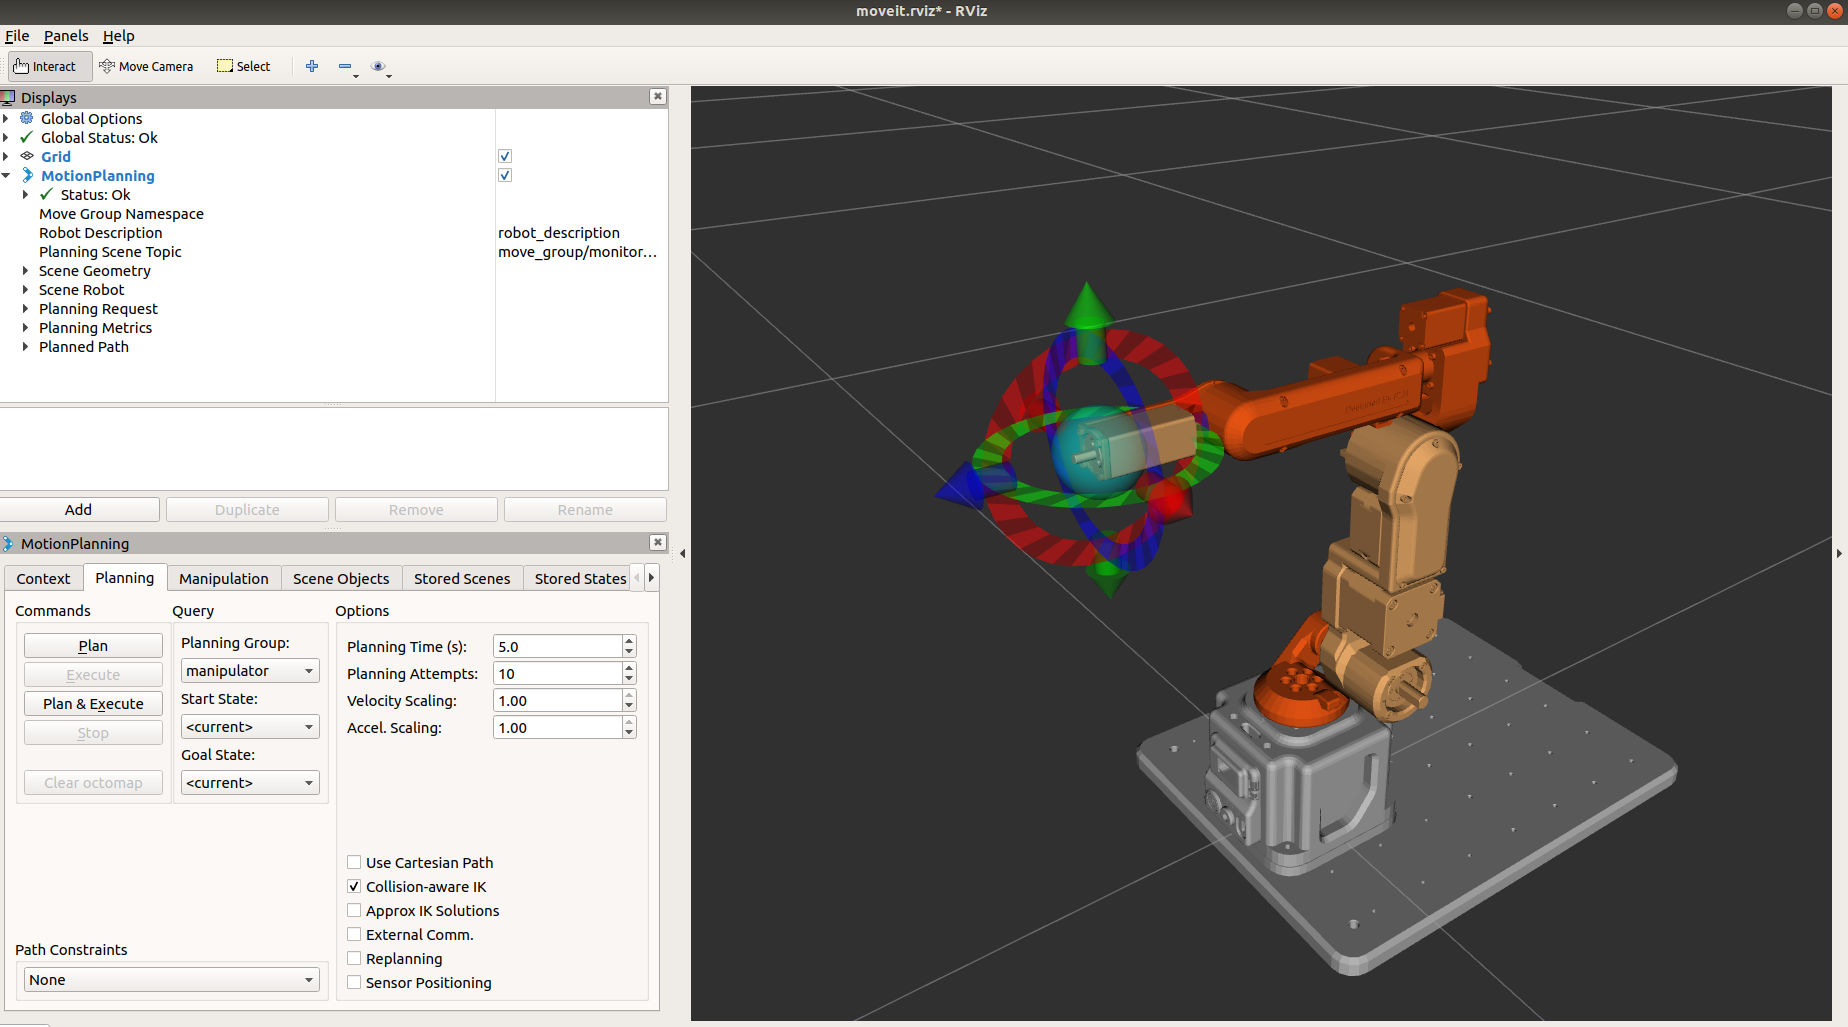 moveit.rviz* - RViz
File Panels Help
Interact Move Camera Select
Displays
Global Options
Global Status: Ok
Grid
MotionPlanning
Status: Ok
Move Group Namespace
Robot Description robot_description
Planning Scene Topic move_group/monitor...
Scene Geometry
Scene Robot
Planning Request
Planning Metrics
Planned Path
Add Duplicate Remove Rename
MotionPlanning
Context Planning Manipulation Scene Objects Stored Scenes Stored States
Commands Query Options
Plan
Execute
Plan & Execute
Stop
Clear octomap
Planning Group:
manipulator
Start State:
<current>
Goal State:
<current>
Planning Time (s): 5.0
Planning Attempts: 10
Velocity Scaling: 1.00
Accel. Scaling: 1.00
Use Cartesian Path
Collision-aware IK
Approx IK Solutions
External Comm.
Replanning
Sensor Positioning
Path Constraints
None